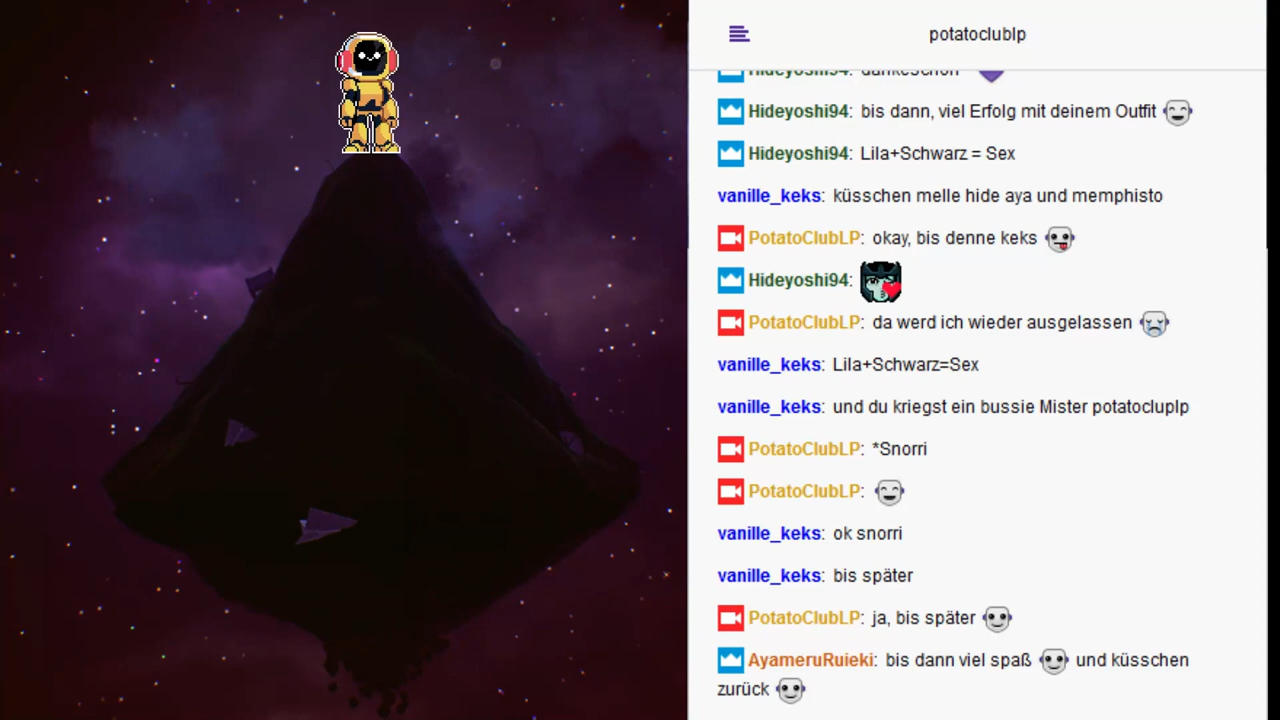 potatoclublp
Hideyoshi94: dankeschön
Hideyoshi94: bis dann, viel Erfolg mit deinem Outfit
Hideyoshi94: Lila+Schwarz = Sex
vanille_keks: küsschen melle hide aya und memphisto
PotatoClubLP: okay, bis denne keks
Hideyoshi94:
PotatoClubLP: da werd ich wieder ausgelassen
vanille_keks: Lila+Schwarz=Sex
vanille_keks: und du kriegst ein bussie Mister potatocluplp
PotatoClubLP: *Snorri
PotatoClubLP:
vanille_keks: ok snorri
vanille_keks: bis später
PotatoClubLP: ja, bis später
AyameruRuieki: bis dann viel spaß und küsschen
zurück